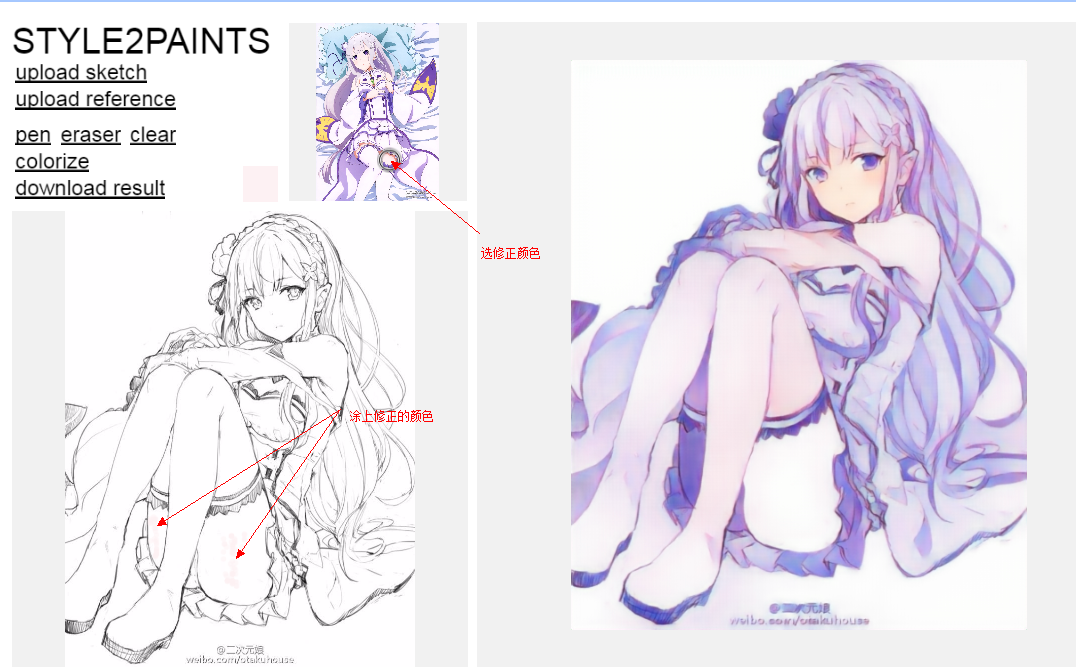 STYLE2PAINTS
upload sketch
upload reference
pen eraser clear
colorize
download result
选修正颜色
涂上修正的颜色
@二次元娘
weibo.com/otakuhouse
@二次元娘
weibo.com/otakuhouse